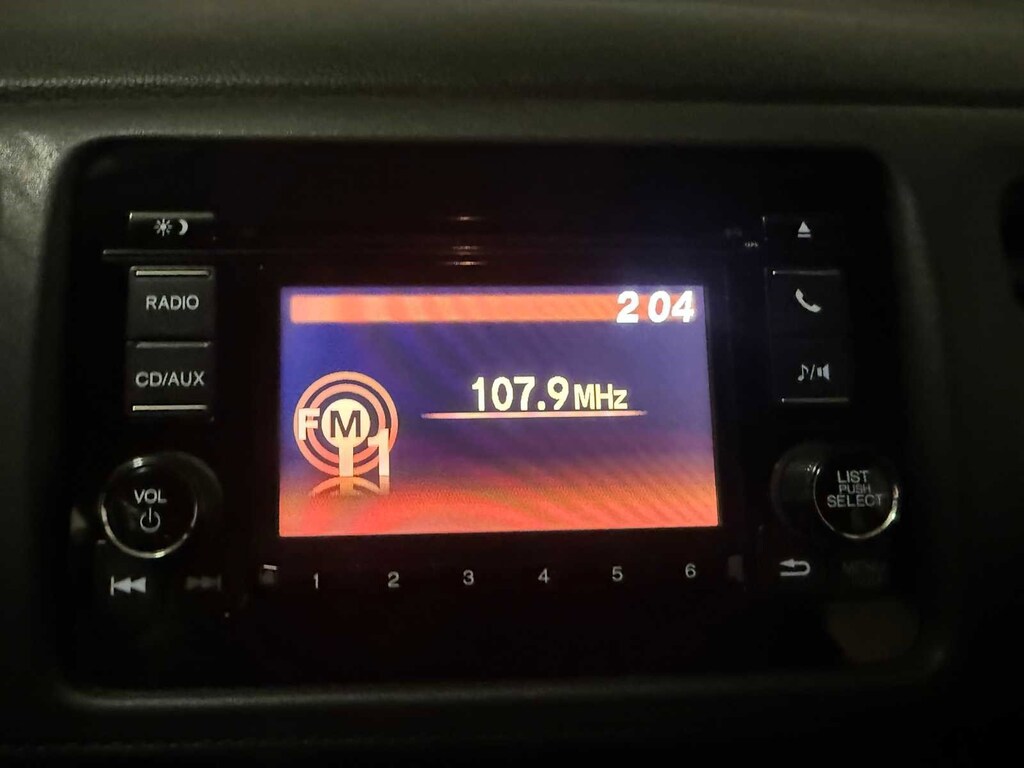 RADIO
CD/AUX
VOL
2 04
107.9 MHz
FM
1
LIST
PUSH
SELECT
1 2 3 4 5 6